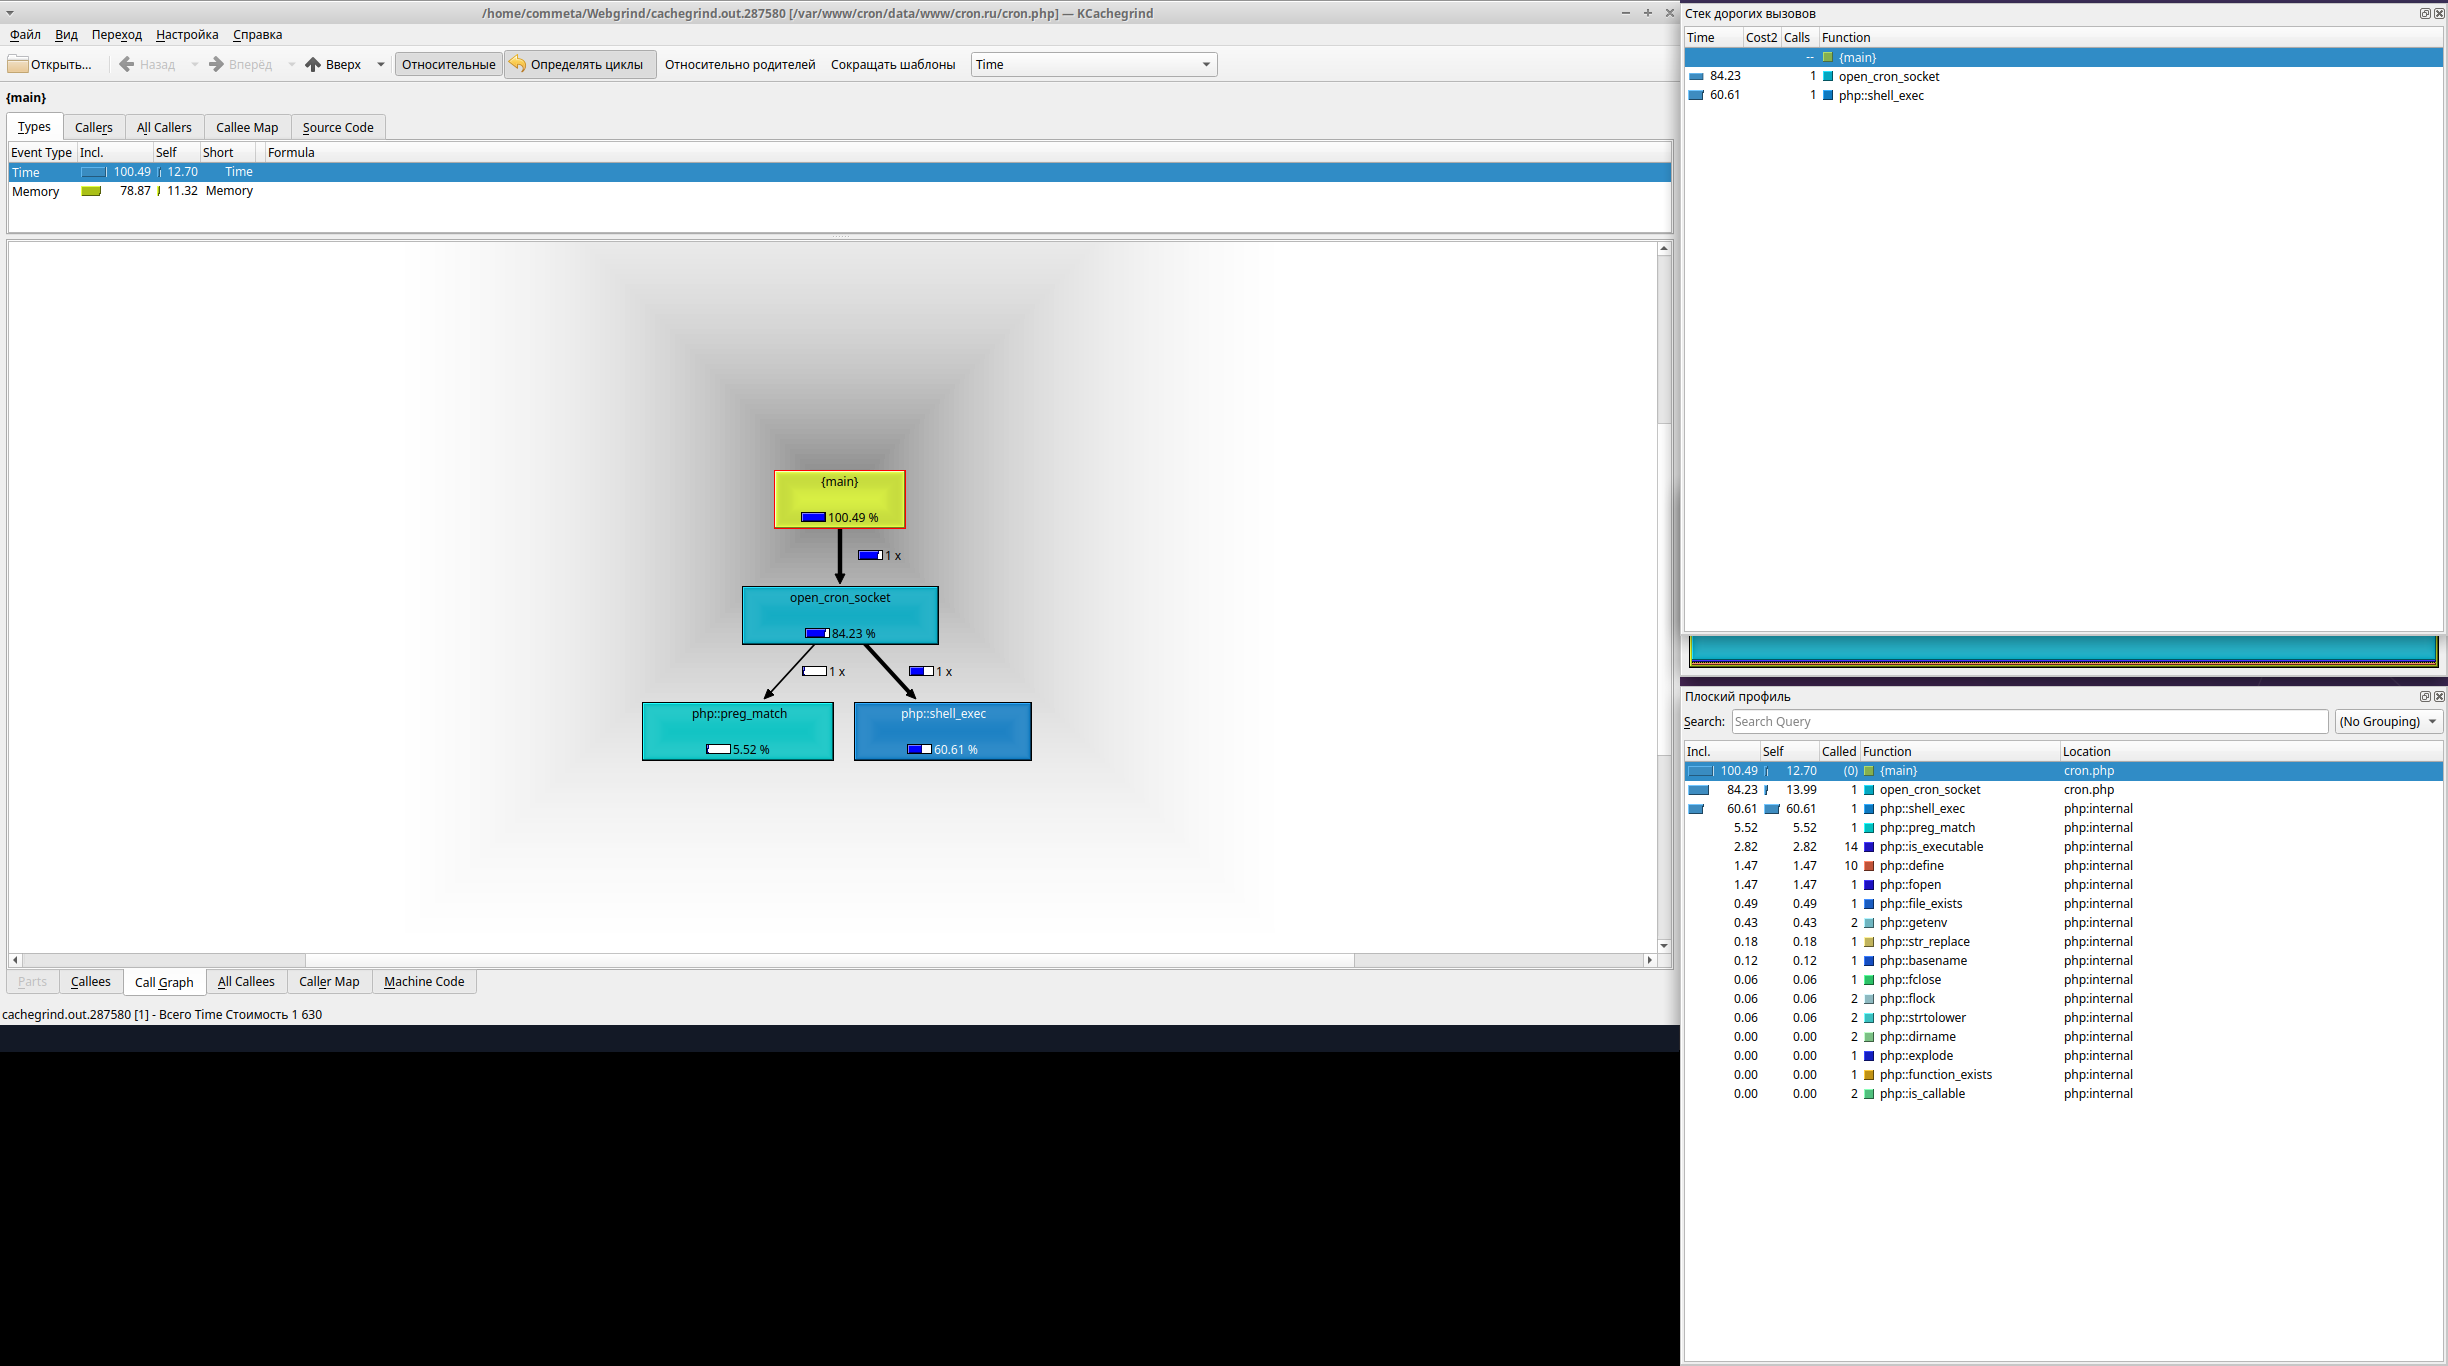 /home/commeta/Webgrind/cachegrind.out.287580 [/var/www/cron/data/www/cron.ru/cron.php] — KCachegrind
Файл Вид Переход Настройка Справка
Открыть... Назад Вперёд Вверх Относительные Определять циклы Относительно родителей Сокращать шаблоны Time
{main}
Types Callers All Callers Callee Map Source Code
Event Type Incl. Self Short Formula
Time 100.49 12.70 Time
Memory 78.87 11.32 Memory
{main}
100.49 %
1 x
open_cron_socket
84.23 %
1 x 1 x
php::preg_match php::shell_exec
5.52 % 60.61 %
Parts Callees Call Graph All Callees Caller Map Machine Code
cachegrind.out.287580 [1] - Всего Time Стоимость 1 630
Стек дорогих вызовов
Time Cost2 Calls Function
-- {main}
84.23 1 open_cron_socket
60.61 1 php::shell_exec
Плоский профиль
Search: Search Query (No Grouping)
Incl. Self Called Function Location
100.49 12.70 (0) {main} cron.php
84.23 13.99 1 open_cron_socket cron.php
60.61 60.61 1 php::shell_exec php:internal
5.52 5.52 1 php::preg_match php:internal
2.82 2.82 14 php::is_executable php:internal
1.47 1.47 10 php::define php:internal
1.47 1.47 1 php::fopen php:internal
0.49 0.49 1 php::file_exists php:internal
0.43 0.43 2 php::getenv php:internal
0.18 0.18 1 php::str_replace php:internal
0.12 0.12 1 php::basename php:internal
0.06 0.06 1 php::fclose php:internal
0.06 0.06 2 php::flock php:internal
0.06 0.06 2 php::strtolower php:internal
0.00 0.00 2 php::dirname php:internal
0.00 0.00 1 php::explode php:internal
0.00 0.00 1 php::function_exists php:internal
0.00 0.00 2 php::is_callable php:internal